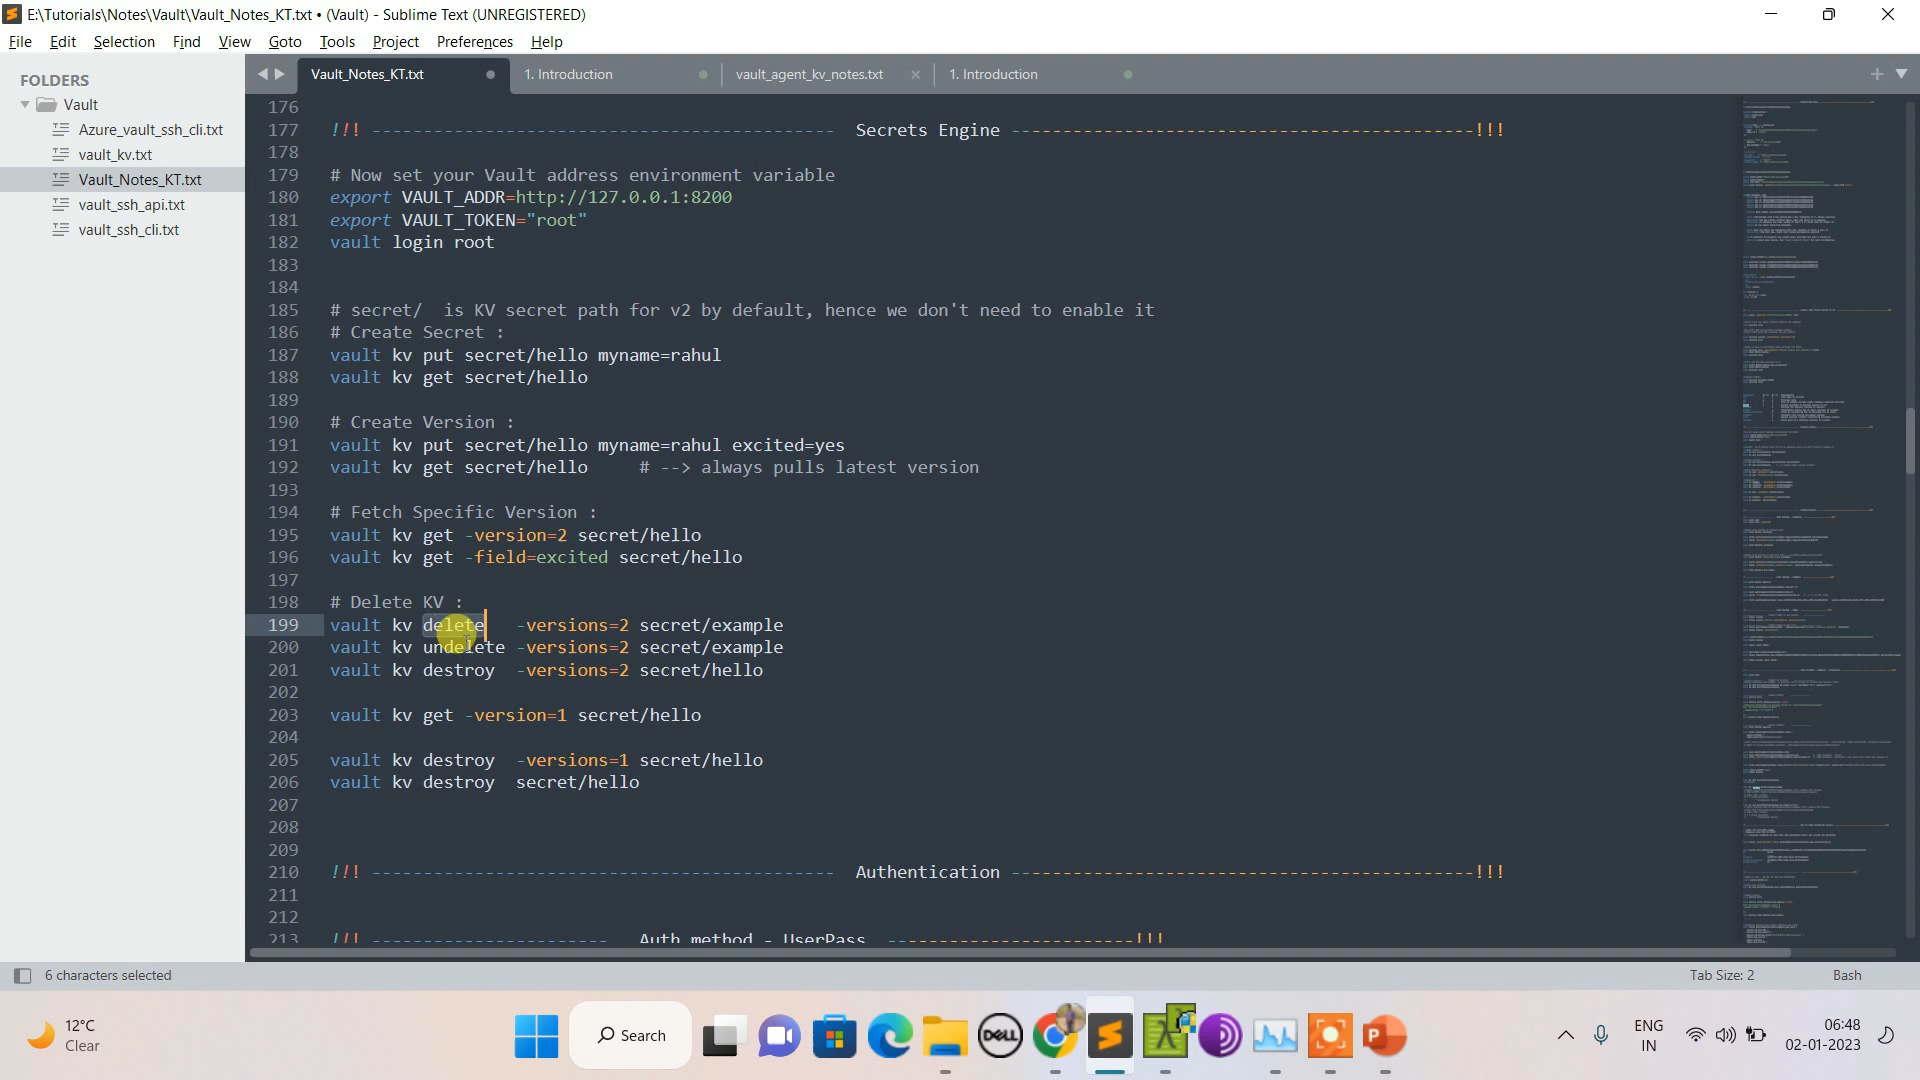 E:\Tutorials\Notes\Vault\Vault_Notes_KT.txt • (Vault) - Sublime Text (UNREGISTERED)
File Edit Selection Find View Goto Tools Project Preferences Help
FOLDERS
Vault
Azure_vault_ssh_cli.txt
vault_kv.txt
Vault_Notes_KT.txt
vault_ssh_api.txt
vault_ssh_cli.txt
Vault_Notes_KT.txt 1. Introduction vault_agent_kv_notes.txt 1. Introduction
176
177 !!! --------------------------------------------- Secrets Engine ---------------------------------------------!!!
178
179 # Now set your Vault address environment variable
180 export VAULT_ADDR=http://127.0.0.1:8200
181 export VAULT_TOKEN="root"
182 vault login root
183
184
185 # secret/  is KV secret path for v2 by default, hence we don't need to enable it
186 # Create Secret :
187 vault kv put secret/hello myname=rahul
188 vault kv get secret/hello
189
190 # Create Version :
191 vault kv put secret/hello myname=rahul excited=yes
192 vault kv get secret/hello     # --> always pulls latest version
193
194 # Fetch Specific Version :
195 vault kv get -version=2 secret/hello
196 vault kv get -field=excited secret/hello
197
198 # Delete KV :
199 vault kv delete   -versions=2 secret/example
200 vault kv undelete -versions=2 secret/example
201 vault kv destroy  -versions=2 secret/hello
202
203 vault kv get -version=1 secret/hello
204
205 vault kv destroy  -versions=1 secret/hello
206 vault kv destroy  secret/hello
207
208
209
210 !!! --------------------------------------------- Authentication ---------------------------------------------!!!
211
212
213 !!! ----------------------- Auth method - UserPass ---------------------------!!!
6 characters selected
Tab Size: 2
Bash
12°C
Clear
Search
DELL
ENG
IN
06:48
02-01-2023